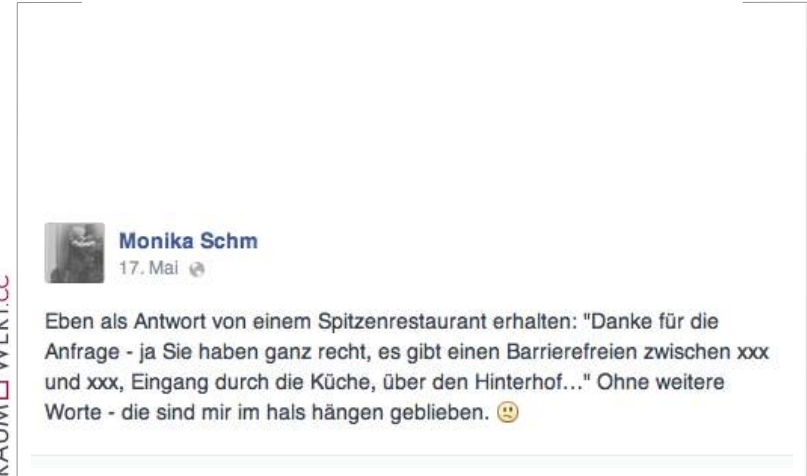 Monika Schm
17. Mai
Eben als Antwort von einem Spitzenrestaurant erhalten: "Danke für die
Anfrage - ja Sie haben ganz recht, es gibt einen Barrierefreien zwischen xxx
und xxx, Eingang durch die Küche, über den Hinterhof..." Ohne weitere
Worte - die sind mir im hals hängen geblieben.
RAUM WERT.cc